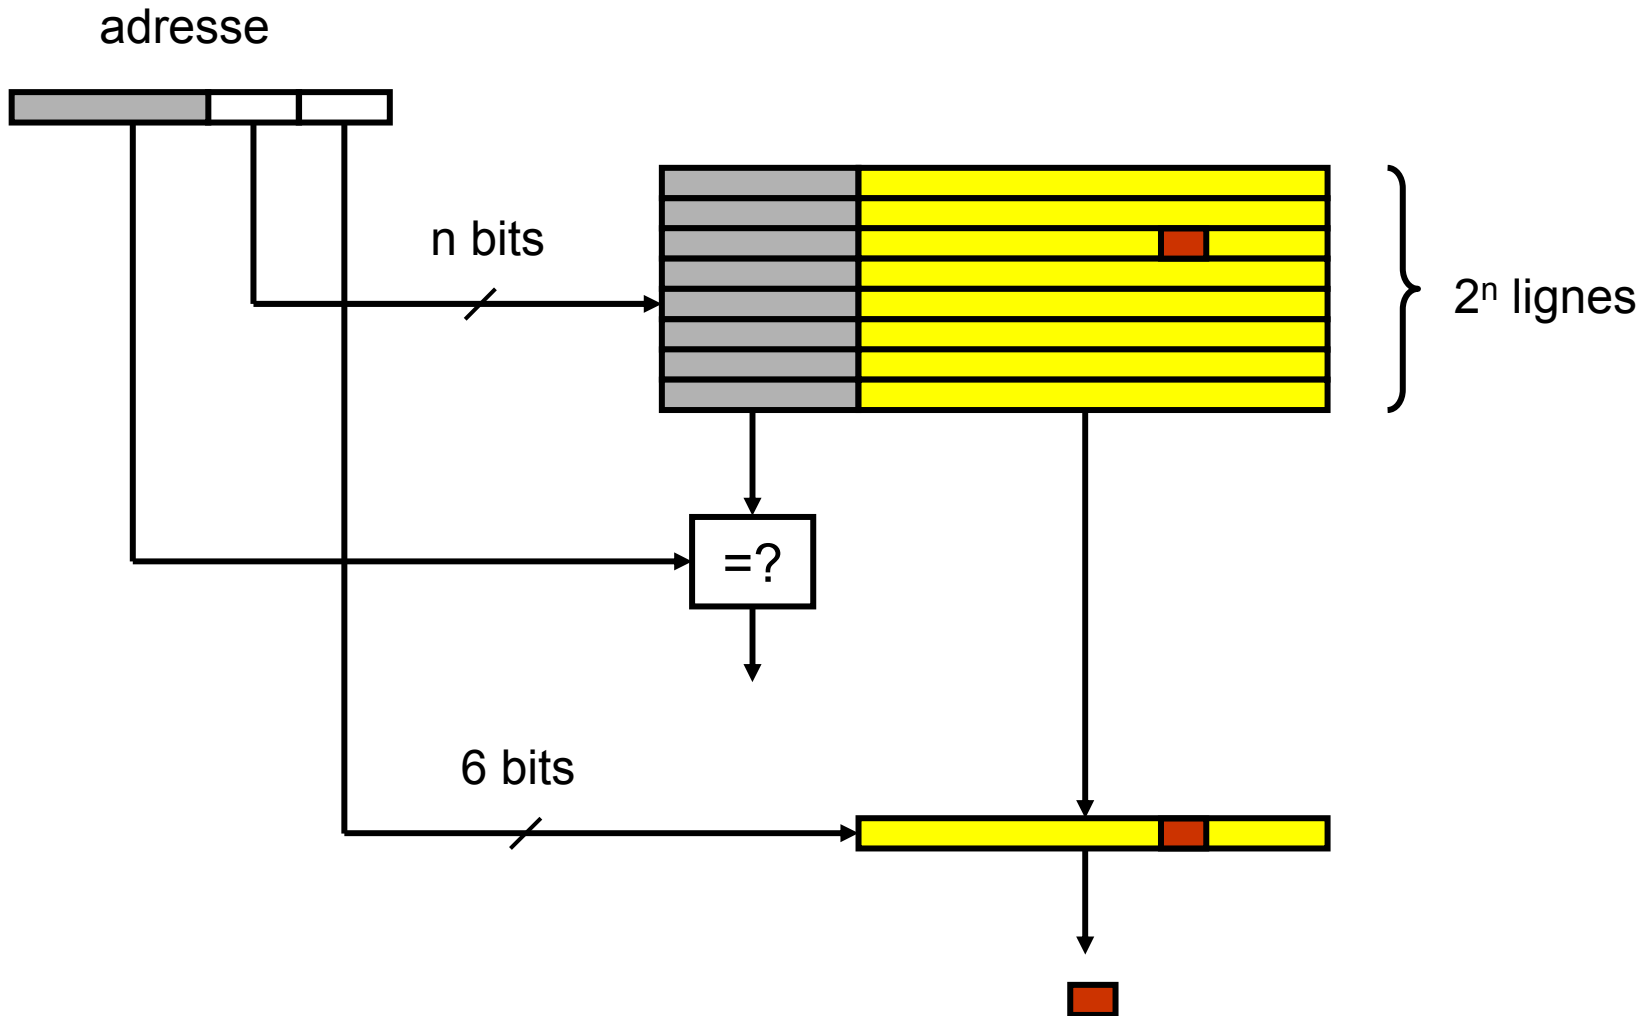 adresse
n bits
2ⁿ lignes
=?
6 bits